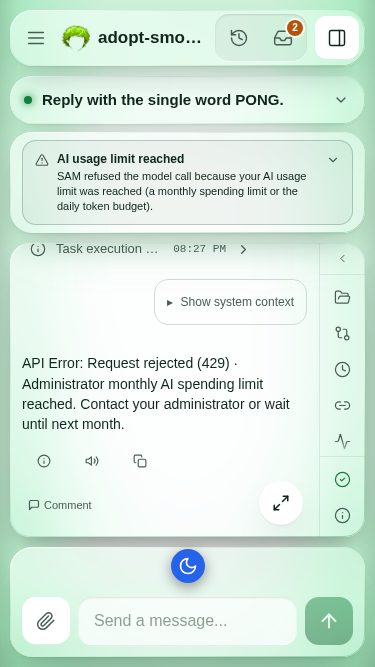 adopt-smo…
2
Reply with the single word PONG.
AI usage limit reached
SAM refused the model call because your AI usage
limit was reached (a monthly spending limit or the
daily token budget).
Task execution … 08:27 PM
▸ Show system context
API Error: Request rejected (429) ·
Administrator monthly AI spending limit
reached. Contact your administrator or wait
until next month.
Comment
Send a message...